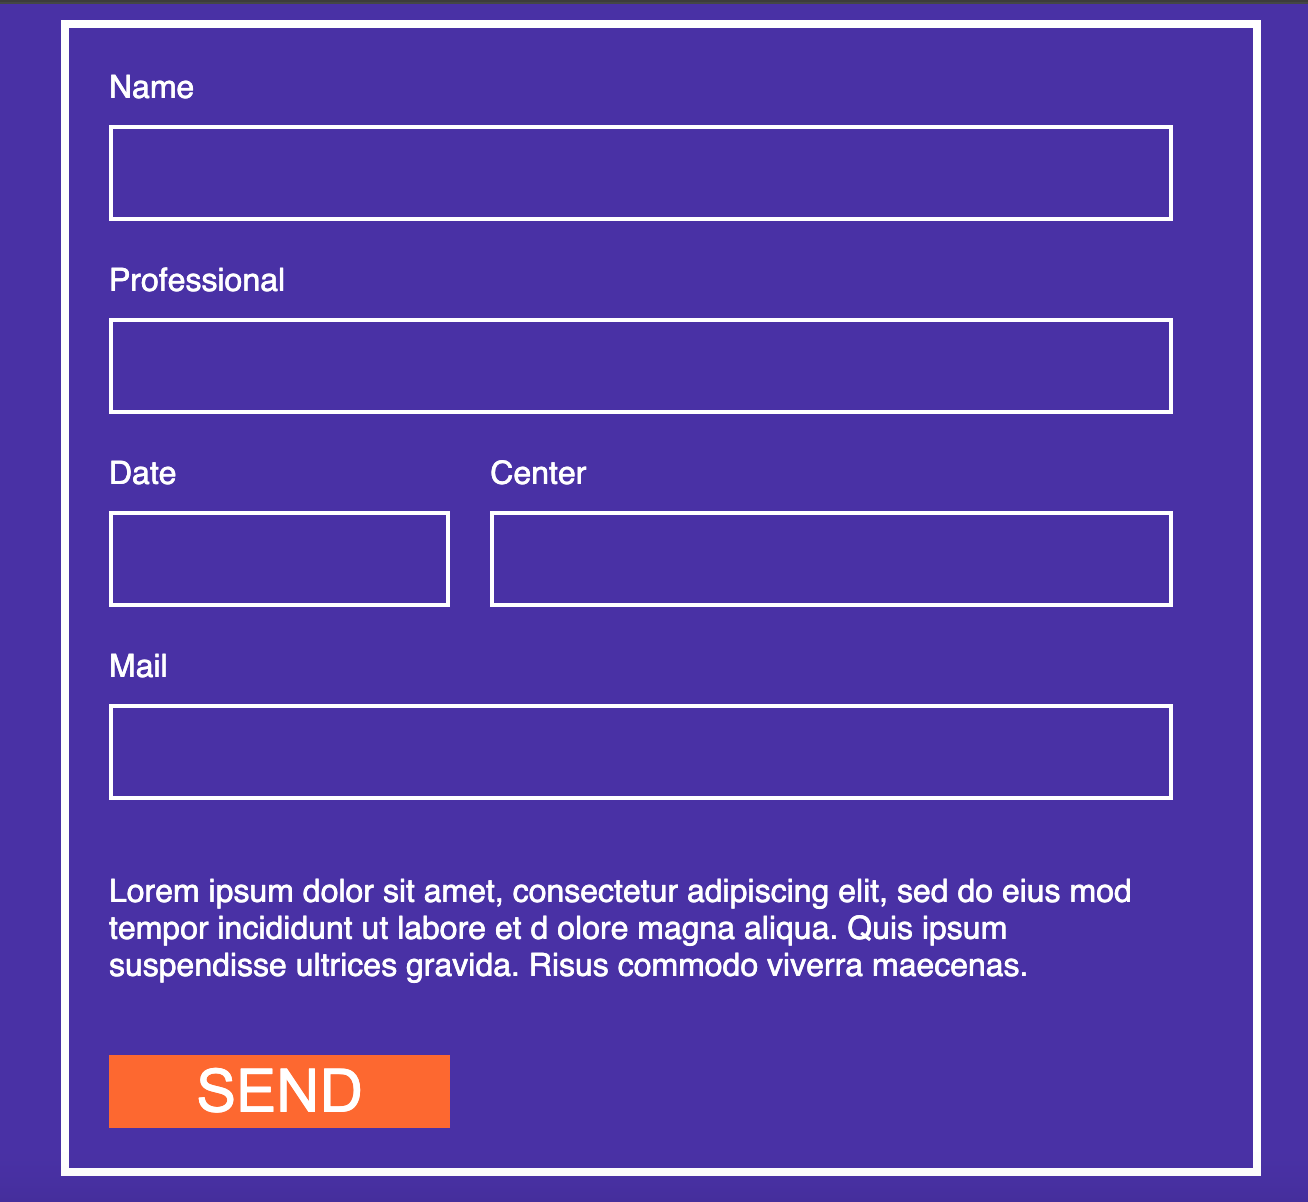 Name
Professional
Date
Center
Mail
Lorem ipsum dolor sit amet, consectetur adipiscing elit, sed do eius mod
tempor incididunt ut labore et d olore magna aliqua. Quis ipsum
suspendisse ultrices gravida. Risus commodo viverra maecenas.
SEND